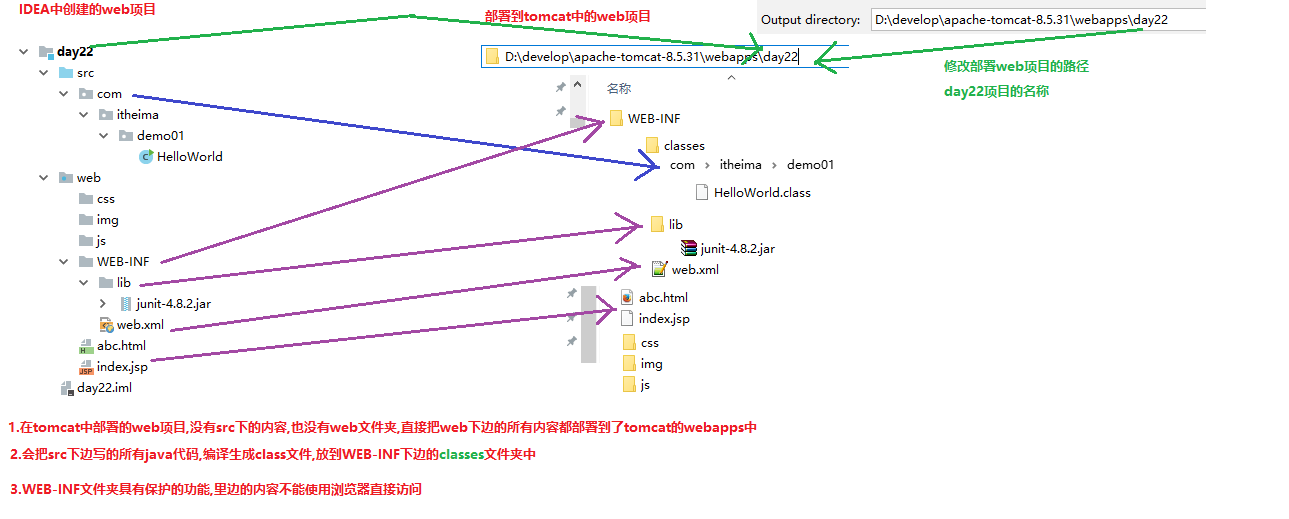 IDEA中创建的web项目
day22
src
com
itheima
demo01
HelloWorld
web
css
img
js
WEB-INF
lib
junit-4.8.2.jar
web.xml
abc.html
index.jsp
day22.iml
部署到tomcat中的web项目
Output directory: D:\develop\apache-tomcat-8.5.31\webapps\day22
D:\develop\apache-tomcat-8.5.31\webapps\day22
修改部署web项目的路径
day22项目的名称
名称
WEB-INF
classes
com › itheima › demo01
HelloWorld.class
lib
junit-4.8.2.jar
web.xml
abc.html
index.jsp
css
img
js
1.在tomcat中部署的web项目,没有src下的内容,也没有web文件夹,直接把web下边的所有内容都部署到了tomcat的webapps中
2.会把src下边写的所有java代码,编译生成class文件,放到WEB-INF下边的classes文件夹中
3.WEB-INF文件夹具有保护的功能,里边的内容不能使用浏览器直接访问